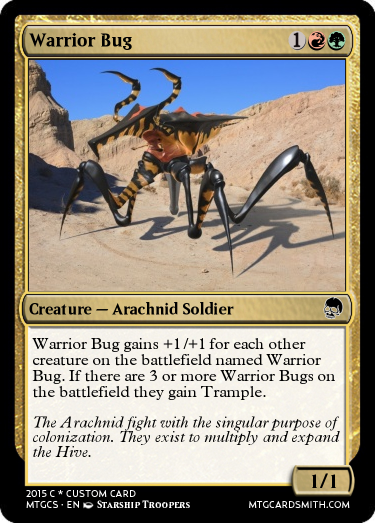 Warrior Bug 1
Creature — Arachnid Soldier
Warrior Bug gains +1/+1 for each other
creature on the battlefield named Warrior
Bug. If there are 3 or more Warrior Bugs on
the battlefield they gain Trample.
The Arachnid fight with the singular purpose of
colonization. They exist to multiply and expand
the Hive.
1/1
2015 C * CUSTOM CARD
MTGCS - EN STARSHIP TROOPERS MTGCARDSMITH.COM